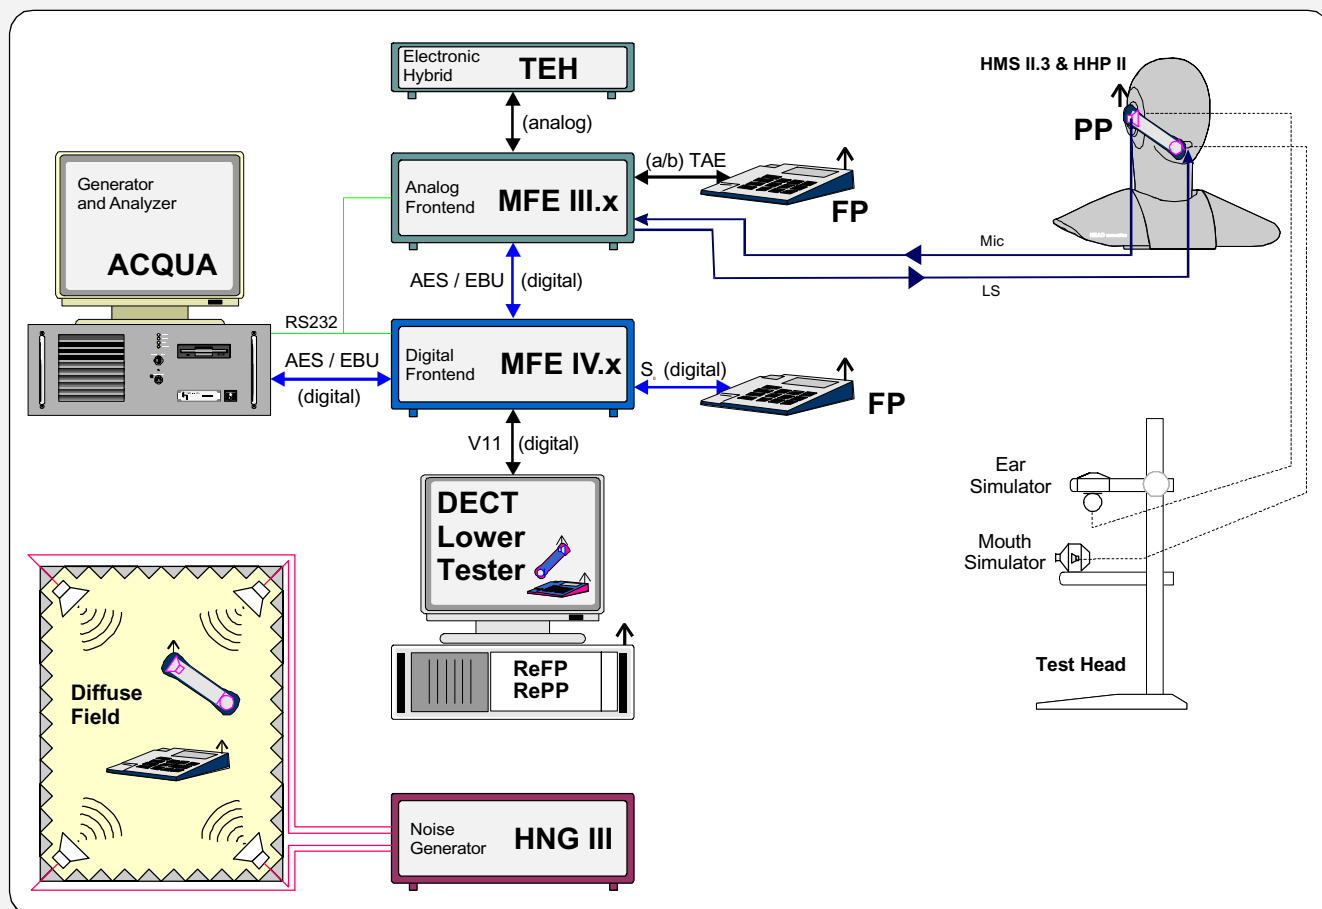 Electronic
Hybrid
TEH
(analog)
HMS II.3 & HHP II
PP
Generator
and Analyzer
ACQUA
Analog
Frontend
MFE III.x
(a/b) TAE
FP
Mic
LS
AES / EBU
(digital)
RS232
AES / EBU
(digital)
Digital
Frontend
MFE IV.x
S (digital)
FP
V11
(digital)
DECT
Lower
Tester
ReFP
RePP
Ear
Simulator
Mouth
Simulator
Test Head
Diffuse
Field
Noise
Generator
HNG III